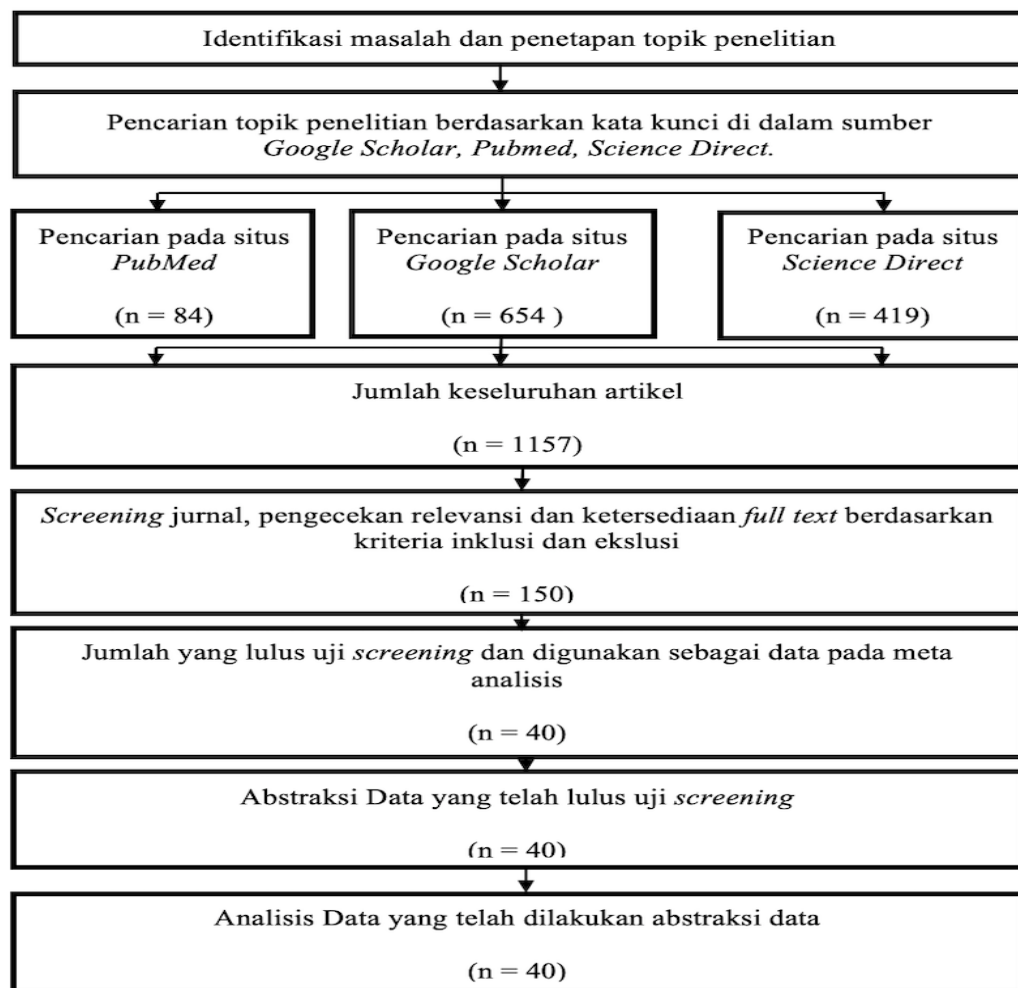 Identifikasi masalah dan penetapan topik penelitian
Pencarian topik penelitian berdasarkan kata kunci di dalam sumber
Google Scholar, Pubmed, Science Direct.
Pencarian pada situs
PubMed
(n = 84)
Pencarian pada situs
Google Scholar
(n = 654 )
Pencarian pada situs
Science Direct
(n = 419)
Jumlah keseluruhan artikel
(n = 1157)
Screening jurnal, pengecekan relevansi dan ketersediaan full text berdasarkan
kriteria inklusi dan ekslusi
(n = 150)
Jumlah yang lulus uji screening dan digunakan sebagai data pada meta
analisis
(n = 40)
Abstraksi Data yang telah lulus uji screening
(n = 40)
Analisis Data yang telah dilakukan abstraksi data
(n = 40)